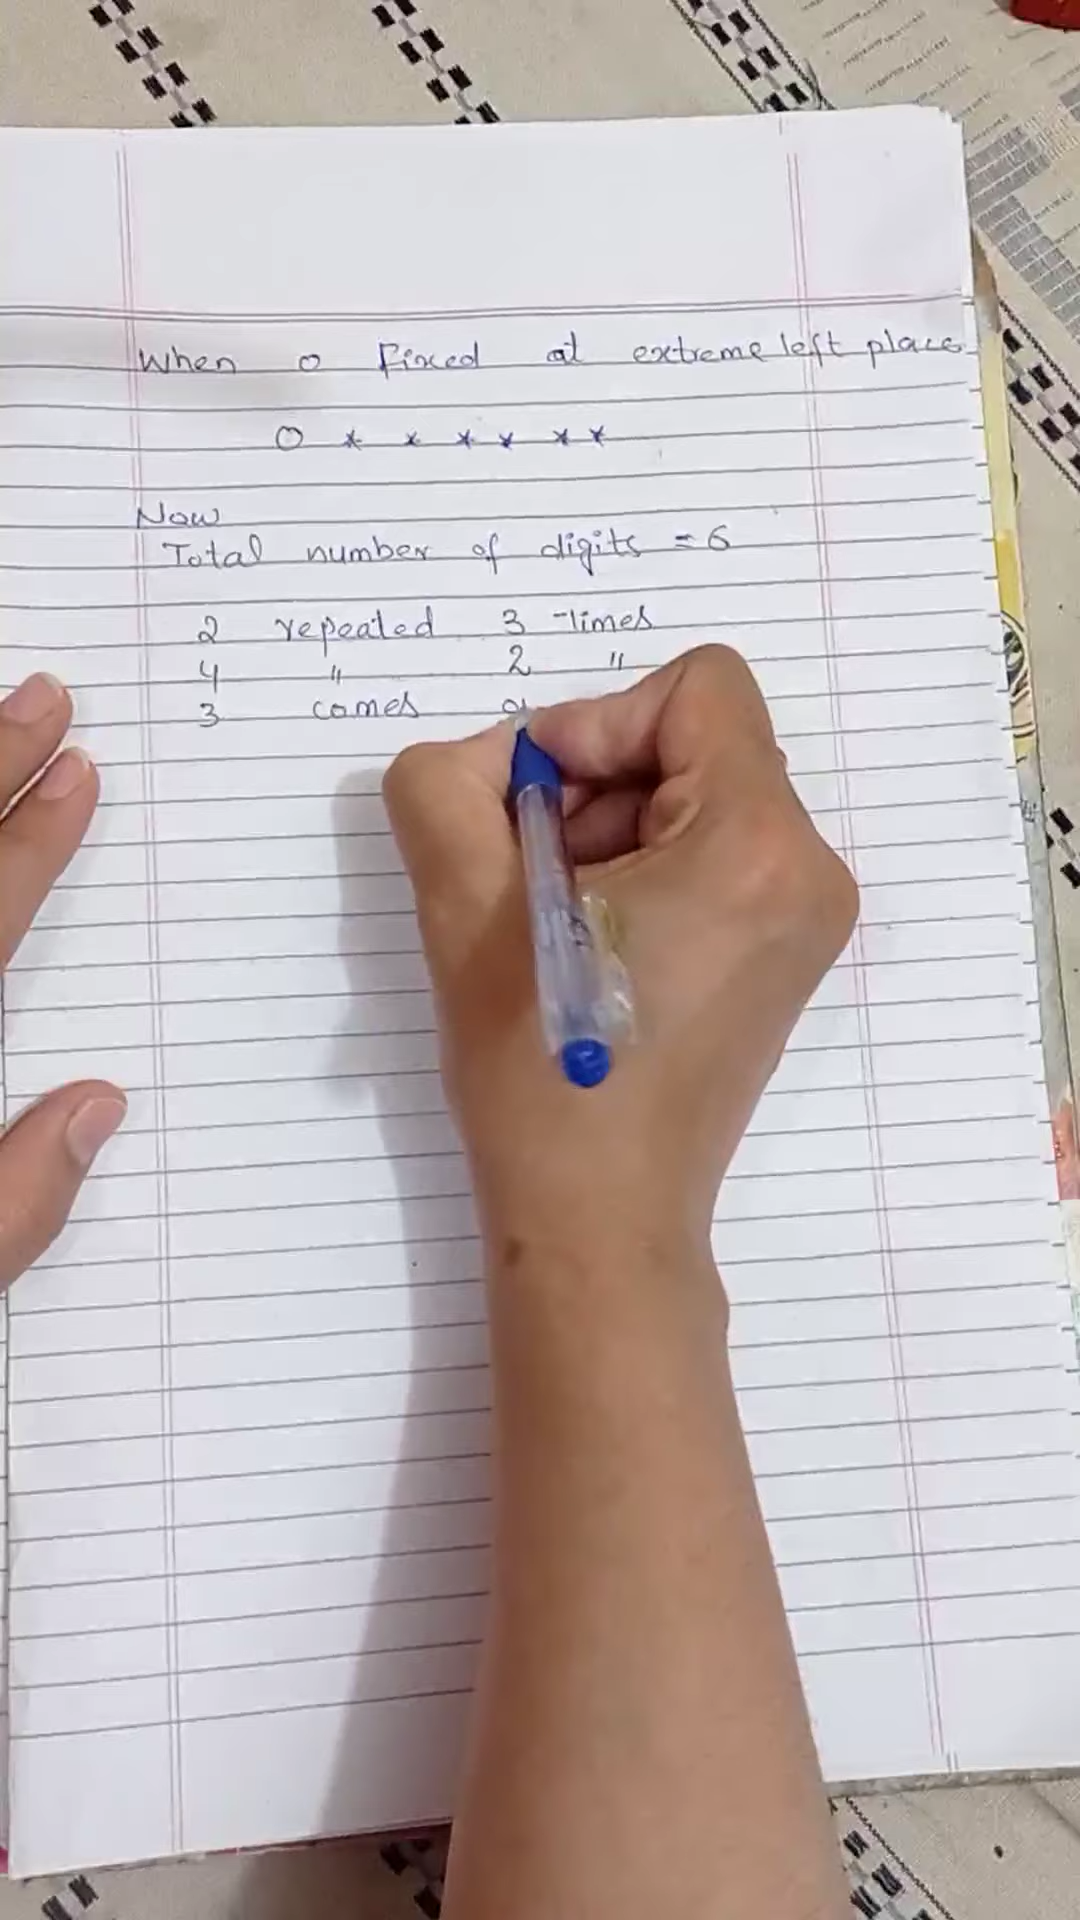 When 0 Fixed at extreme left place
0 * * * * * *
Now
Total number of digits = 6
2 repeated 3 times
4 " 2 "
3 comes